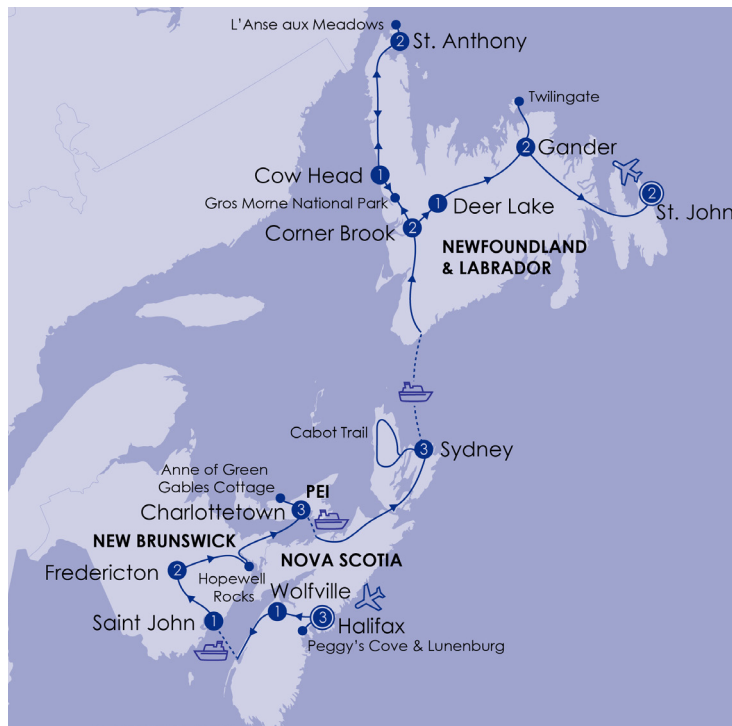 L'Anse aux Meadows
2
St. Anthony
Twilingate
2
Gander
Cow Head
1
Gros Morne National Park
1
Deer Lake
2
St. John
Corner Brook
2
NEWFOUNDLAND
& LABRADOR
Cabot Trail
3
Sydney
Anne of Green
Gables Cottage
PEI
Charlottetown
3
NEW BRUNSWICK
NOVA SCOTIA
Fredericton
2
Hopewell
Rocks
Wolfville
1
Saint John
1
3
Halifax
Peggy's Cove & Lunenburg